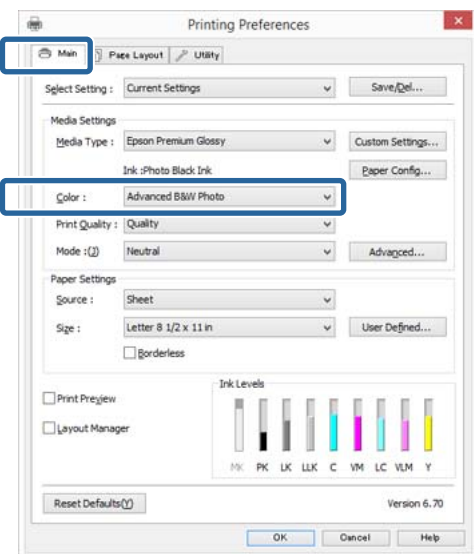 Printing Preferences
x
Main Page Layout Utility
Select Setting : Current Settings Save/Del...
Media Settings
Media Type : Epson Premium Glossy Custom Settings...
Ink :Photo Black Ink Paper Config...
Color : Advanced B&W Photo
Print Quality : Quality
Mode :(J) Neutral Advanced...
Paper Settings
Source : Sheet
Size : Letter 8 1/2 x 11 in User Defined...
Borderless
Ink Levels
Print Preview
Layout Manager
MK PK LK LLK C VM LC VLM Y
Reset Defaults(Y) Version 6.70
OK Cancel Help